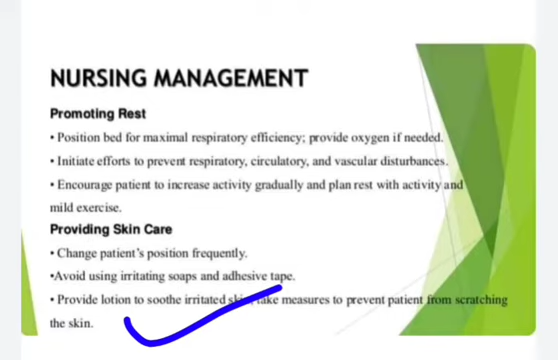 NURSING MANAGEMENT
Promoting Rest
• Position bed for maximal respiratory efficiency; provide oxygen if needed.
• Initiate efforts to prevent respiratory, circulatory, and vascular disturbances.
• Encourage patient to increase activity gradually and plan rest with activity and
mild exercise.
Providing Skin Care
• Change patient's position frequently.
•Avoid using irritating soaps and adhesive tape.
• Provide lotion to soothe irritated skin; take measures to prevent patient from scratching
the skin.